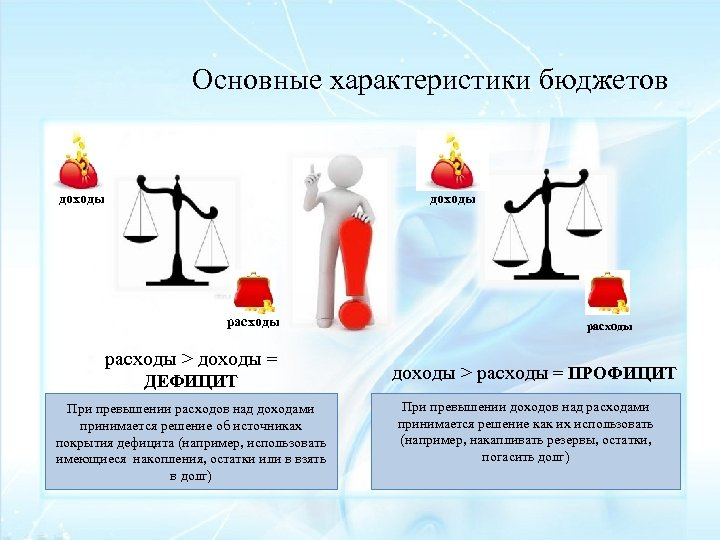 Основные характеристики бюджетов
доходы
доходы
расходы
расходы
расходы > доходы =
ДЕФИЦИТ
При превышении расходов над доходами
принимается решение об источниках
покрытия дефицита (например, использовать
имеющиеся накопления, остатки или в взять
в долг)
доходы > расходы = ПРОФИЦИТ
При превышении доходов над расходами
принимается решение как их использовать
(например, накапливать резервы, остатки,
погасить долг)